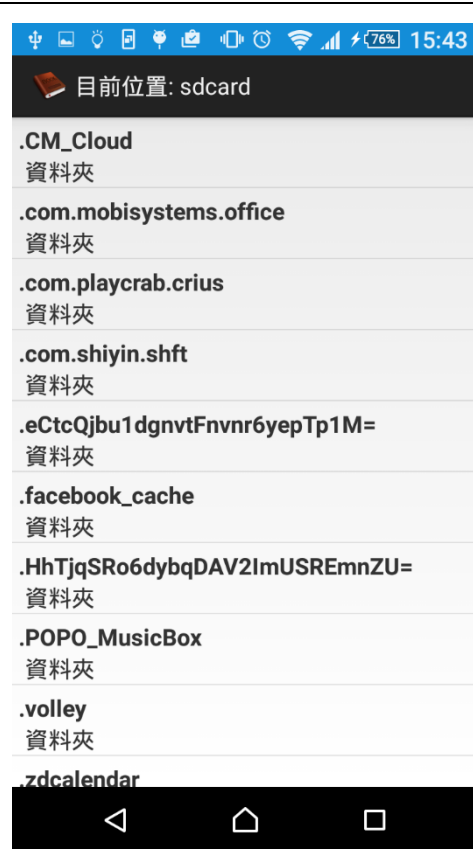 76% 15:43
目前位置: sdcard
.CM_Cloud
資料夾
.com.mobisystems.office
資料夾
.com.playcrab.crius
資料夾
.com.shiyin.shft
資料夾
.eCtcQjbu1dgnvtFnvnr6yepTp1M=
資料夾
.facebook_cache
資料夾
.HhTjqSRo6dybqDAV2ImUSREmnZU=
資料夾
.POPO_MusicBox
資料夾
.volley
資料夾
.zdcalendar